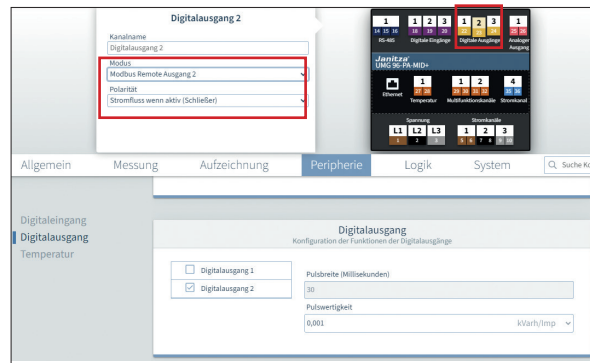 Digitalausgang 2
Kanalname
Digitalausgang 2
Modus
Modbus Remote Ausgang 2
Polarität
Stromfluss wenn aktiv (Schließer)
1 1 2 3 1 2 3 1
14 15 16 18 19 20 22 23 24 25 26
RS-485 Digitale Eingänge Digitale Ausgänge Analoger Ausgang
Janitza®
UMG 96-PA-MID+
1 1 2 4
27 28 29 30 31 32 35 36
Ethernet Temperatur Multifunktionskanäle Stromkanal
Spannung Stromkanäle
L1 L2 L3 1 2 3
1 2 3 5 6 7 8 9 10
Allgemein Messung Aufzeichnung Peripherie Logik System Suche Ko
Digitaleingang
Digitalausgang
Temperatur
Digitalausgang
Konfiguration der Funktionen der Digitalausgänge
Digitalausgang 1
Digitalausgang 2
Pulsbreite (Millisekunden)
30
Pulswertigkeit
0,001 kVarh/Imp